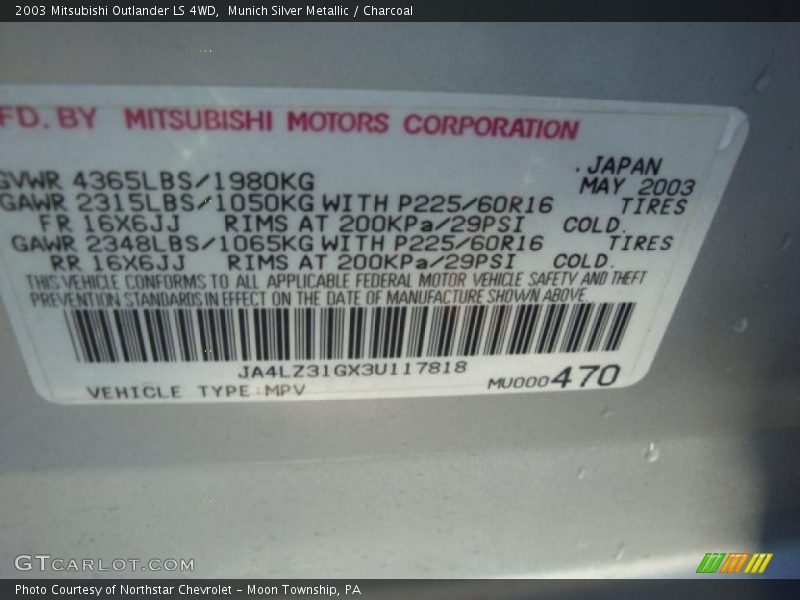 2003 Mitsubishi Outlander LS 4WD,  Munich Silver Metallic / Charcoal
FD. BY MITSUBISHI MOTORS CORPORATION
.JAPAN
GVWR 4365LBS/1980KG MAY 2003
GAWR 2315LBS/1050KG WITH P225/60R16 TIRES
FR 16X6JJ RIMS AT 200KPa/29PSI COLD.
GAWR 2348LBS/1065KG WITH P225/60R16 TIRES
RR 16X6JJ RIMS AT 200KPa/29PSI COLD.
THIS VEHICLE CONFORMS TO ALL APPLICABLE FEDERAL MOTOR VEHICLE SAFETY AND THEFT
PREVENTION STANDARDS IN EFFECT ON THE DATE OF MANUFACTURE SHOWN ABOVE.
JA4LZ31GX3U117818
VEHICLE TYPE:MPV MU000470
GTCARLOT.COM
Photo Courtesy of Northstar Chevrolet – Moon Township, PA